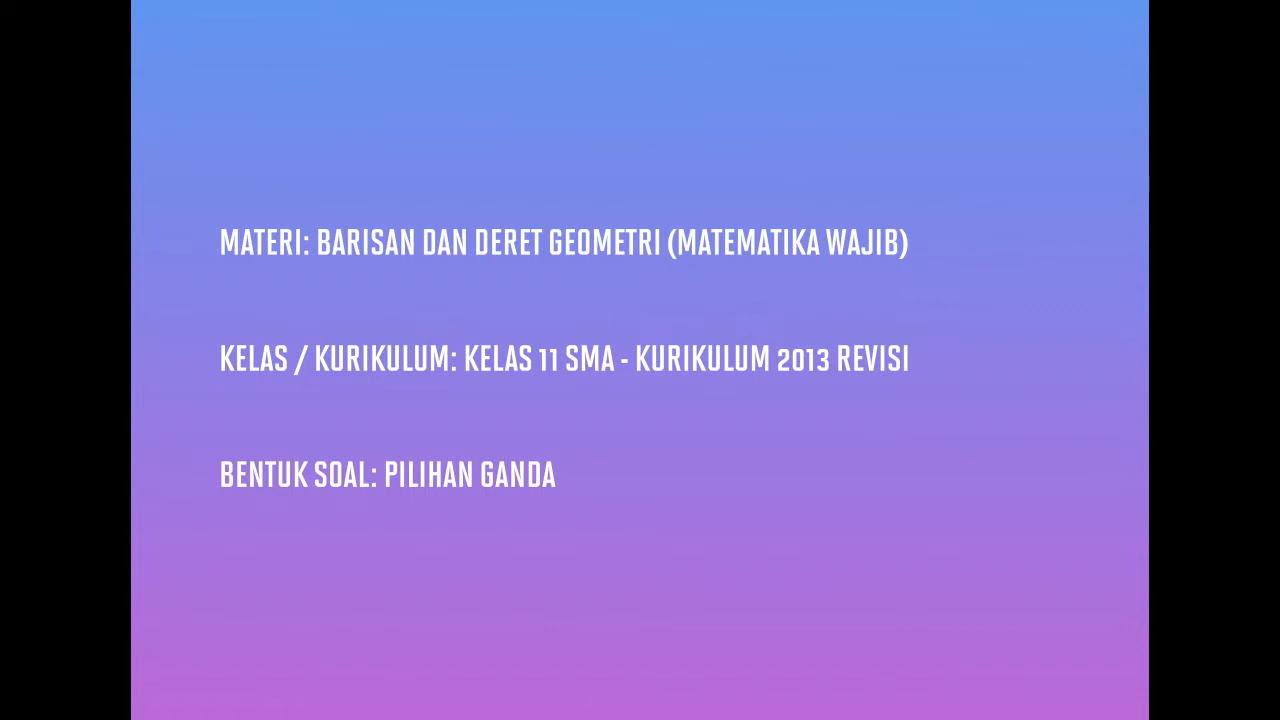 MATERI: BARISAN DAN DERET GEOMETRI (MATEMATIKA WAJIB)
KELAS / KURIKULUM: KELAS 11 SMA - KURIKULUM 2013 REVISI
BENTUK SOAL: PILIHAN GANDA